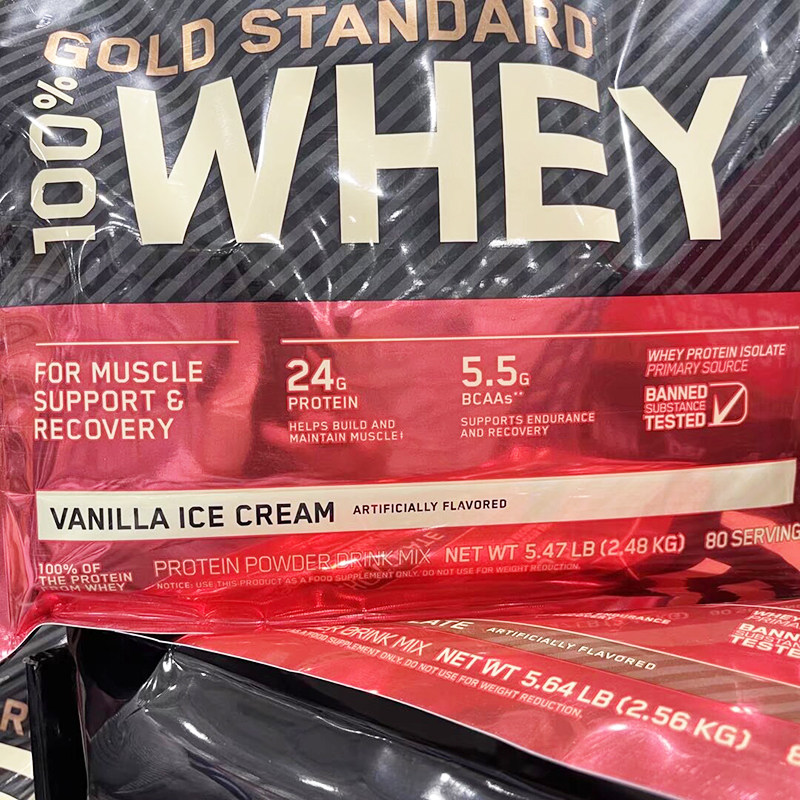 GOLD STANDARD
100%
WHEY
FOR MUSCLE
SUPPORT &
RECOVERY
24G
PROTEIN
HELPS BUILD AND
MAINTAIN MUSCLE‡
5.5G
BCAAs**
SUPPORTS ENDURANCE
AND RECOVERY
WHEY PROTEIN ISOLATE
PRIMARY SOURCE
BANNED
SUBSTANCE
TESTED
VANILLA ICE CREAM ARTIFICIALLY FLAVORED
100% OF
THE PROTEIN
FROM WHEY
PROTEIN POWDER DRINK MIX NET WT 5.47 LB (2.48 KG) 80 SERVING
NOTICE: USE THIS PRODUCT AS A FOOD SUPPLEMENT ONLY. DO NOT USE FOR WEIGHT REDUCTION.
ARTIFICIALLY FLAVORED
DRINK MIX NET WT 5.64 LB (2.56 KG)
FOOD SUPPLEMENT ONLY. DO NOT USE FOR WEIGHT REDUCTION.